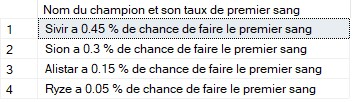 Nom du champion et son taux de premier sang
1 Sivir a 0.45 % de chance de faire le premier sang
2 Sion a 0.3 % de chance de faire le premier sang
3 Alistar a 0.15 % de chance de faire le premier sang
4 Ryze a 0.05 % de chance de faire le premier sang